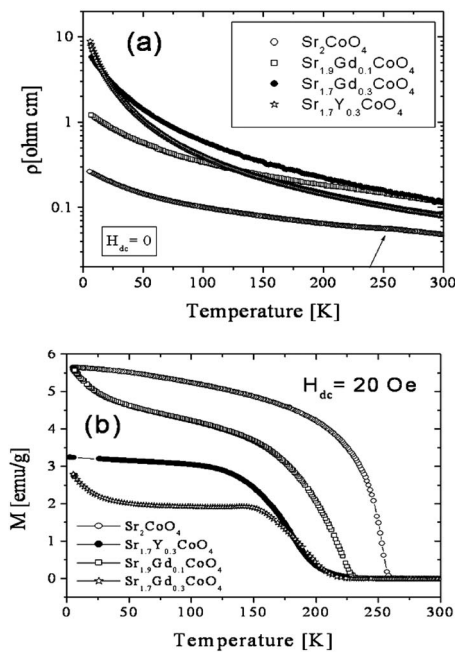 (a)
Sr₂CoO₄
Sr₁.₉Gd₀.₁CoO₄
Sr₁.₇Gd₀.₃CoO₄
Sr₁.₇Y₀.₃CoO₄
10
1
0.1
ρ[ohm cm]
H_dc= 0
0 50 100 150 200 250 300
Temperature [K]
6
5
4
3
2
1
0
M [emu/g]
H_dc= 20 Oe
(b)
Sr₂CoO₄
Sr₁.₇Y₀.₃CoO₄
Sr₁.₉Gd₀.₁CoO₄
Sr₁.₇Gd₀.₃CoO₄
0 50 100 150 200 250 300
Temperature [K]